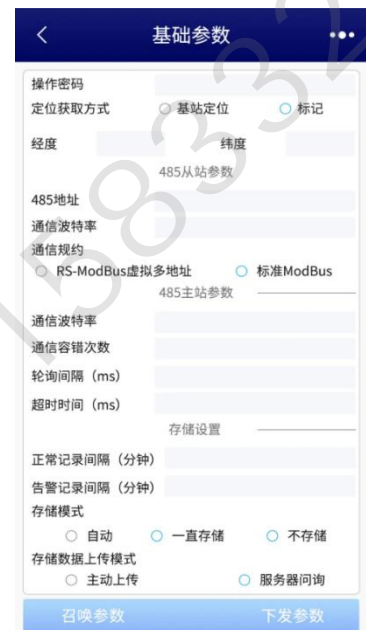 基础参数
操作密码
定位获取方式 基站定位 标记
经度 纬度
485从站参数
485地址
通信波特率
通信规约
RS-ModBus虚拟多地址 标准ModBus
485主站参数
通信波特率
通信容错次数
轮询间隔（ms）
超时时间（ms）
存储设置
正常记录间隔（分钟）
告警记录间隔（分钟）
存储模式
自动 一直存储 不存储
存储数据上传模式
主动上传 服务器问询
召唤参数 下发参数